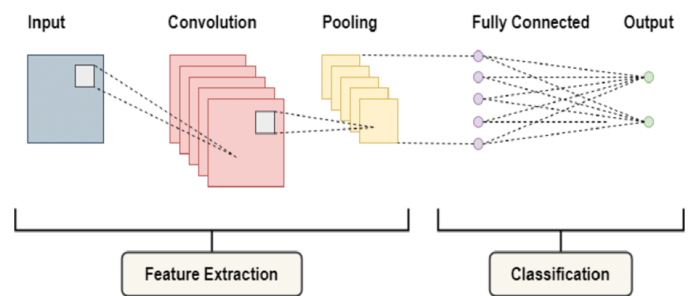 Input
Convolution
Pooling
Fully Connected
Output
Feature Extraction
Classification